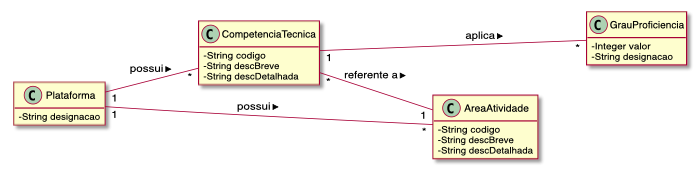 C CompetenciaTecnica
-String codigo
-String descBreve
-String descDetalhada
C GrauProficiencia
-Integer valor
-String designacao
C Plataforma
-String designacao
C AreaAtividade
-String codigo
-String descBreve
-String descDetalhada
aplica
1
*
possui
1
*
referente a
*
1
possui
1
*